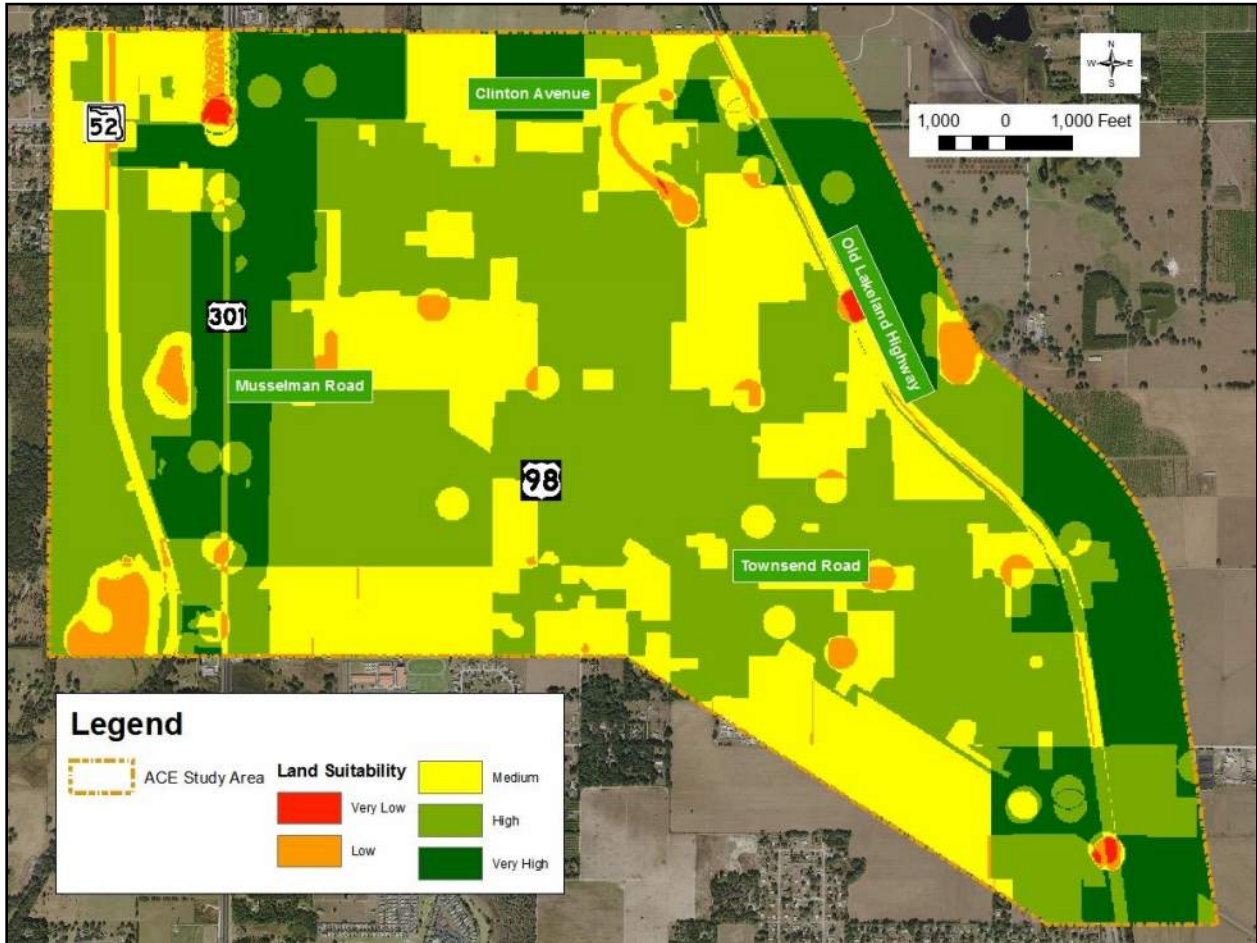 N
W E
S
Clinton Avenue
52
1,000 0 1,000 Feet
Old Lakeland Highway
301
Musselman Road
98
Townsend Road
Legend
ACE Study Area
Land Suitability
Very Low
Low
Medium
High
Very High